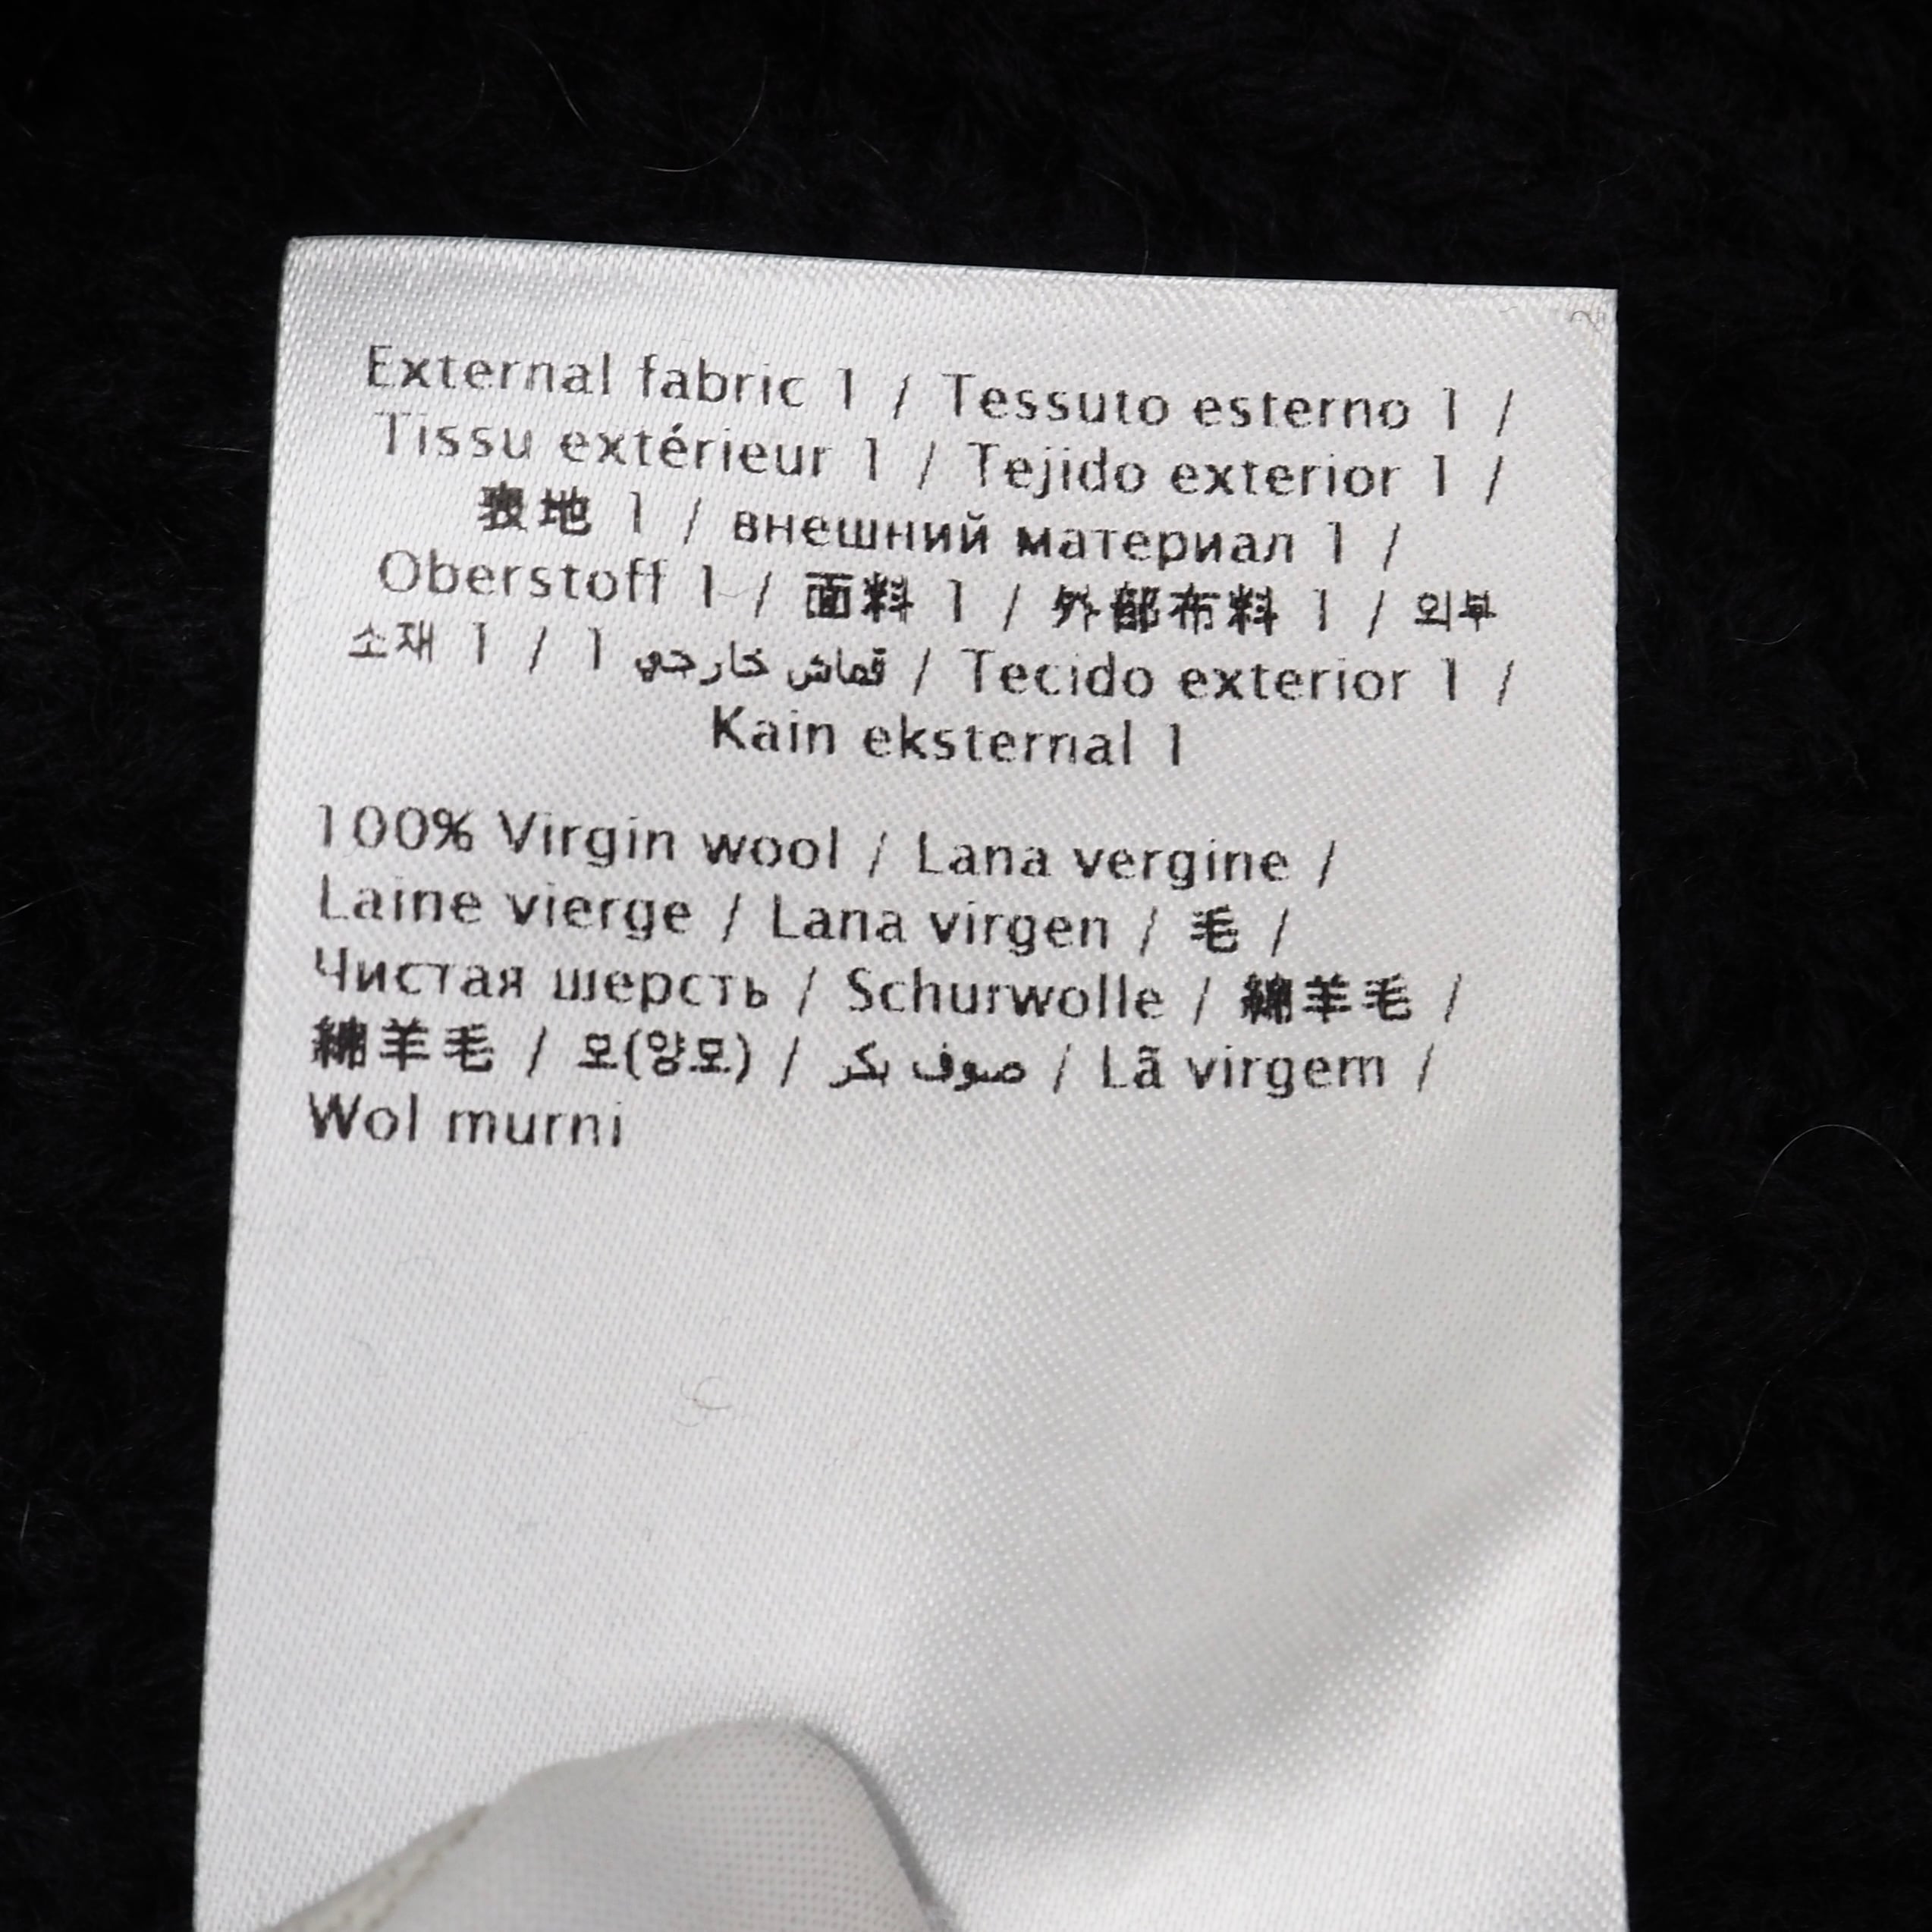 External fabric 1 / Tessuto esterno 1 /
Tissu extérieur 1 / Tejido exterior 1 /
表地 1 / внешний материал 1 /
Oberstoff 1 / 面料 1 / 外部布料 1 / 외부
소재 1 / 1 قماش خارجي / Tecido exterior 1 /
Kain eksternal 1
100% Virgin wool / Lana vergine /
Laine vierge / Lana virgen / 毛 /
Чистая шерсть / Schurwolle / 綿羊毛 /
綿羊毛 / 모(양모) / صوف بكر / Lã virgem /
Wol murni